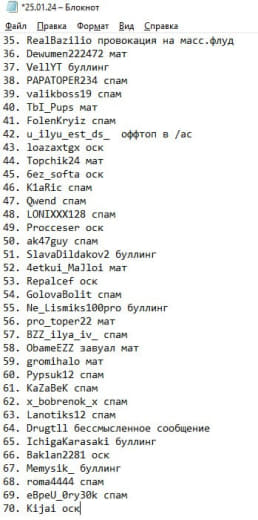 *25.01.24 – Блокнот
Файл Правка Формат Вид Справка
35. RealBazilio провокация на масс.флуд
36. Dewumen222472 мат
37. VellYT буллинг
38. PAPATOPER234 спам
39. valikboss19 спам
40. TbI_Pups мат
41. FolenKryiz спам
42. u_ilyu_est_ds_ оффтоп в /ac
43. loazaxtgx оск
44. Topchik24 мат
45. 6ez_softa оск
46. K1aRic спам
47. Qwend спам
48. LONIXXX128 спам
49. Procceser оск
50. ak47guy спам
51. SlavaDildakov2 буллинг
52. 4etkui_MaJloi мат
53. Repalcef оск
54. GolovaBolit спам
55. Ne_Lismiks100pro буллинг
56. pro_toper22 мат
57. BZZ_ilya_iv_ спам
58. ObameEZZ завуал мат
59. gromihalo мат
60. Pypsuk12 спам
61. KaZaBeK спам
62. x_bobrenok_x спам
63. Lanotiks12 спам
64. Drugtll бессмысленное сообщение
65. IchigaKarasaki буллинг
66. Baklan2281 оск
67. Memysik_ буллинг
68. roma4444 спам
69. eBpeU_0ry30k спам
70. Kijai оск